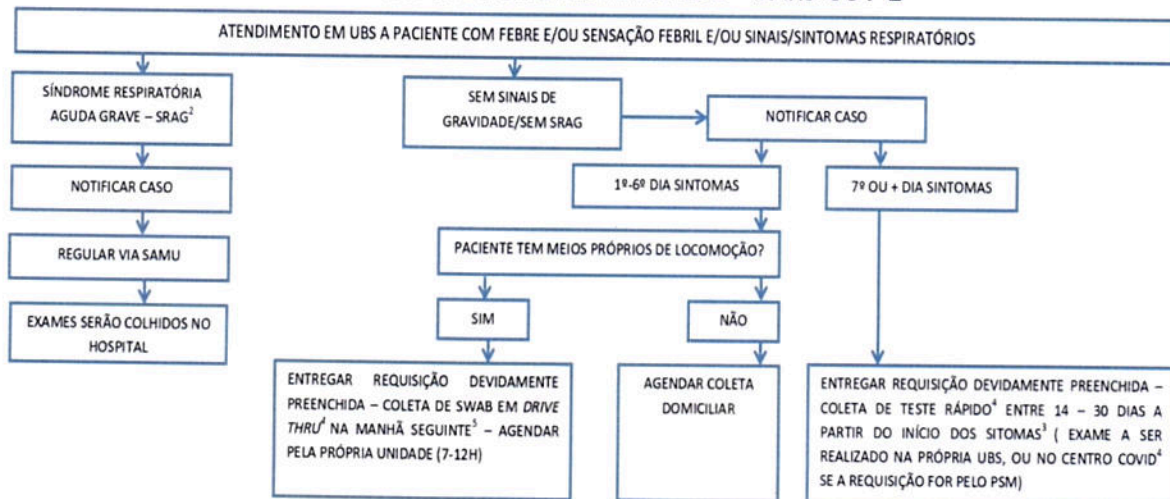 ATENDIMENTO EM UBS A PACIENTE COM FEBRE E/OU SENSAÇÃO FEBRIL E/OU SINAIS/SINTOMAS RESPIRATÓRIOS
SÍNDROME RESPIRATÓRIA
AGUDA GRAVE – SRAG²
NOTIFICAR CASO
REGULAR VIA SAMU
EXAMES SERÃO COLHIDOS NO
HOSPITAL
SEM SINAIS DE
GRAVIDADE/SEM SRAG
NOTIFICAR CASO
1º-6º DIA SINTOMAS
7º OU + DIA SINTOMAS
PACIENTE TEM MEIOS PRÓPRIOS DE LOCOMOÇÃO?
SIM
NÃO
ENTREGAR REQUISIÇÃO DEVIDAMENTE
PREENCHIDA – COLETA DE SWAB EM DRIVE
THRU⁴ NA MANHÃ SEGUINTE⁵ – AGENDAR
PELA PRÓPRIA UNIDADE (7-12H)
AGENDAR COLETA
DOMICILIAR
ENTREGAR REQUISIÇÃO DEVIDAMENTE PREENCHIDA –
COLETA DE TESTE RÁPIDO⁴ ENTRE 14 – 30 DIAS A
PARTIR DO INÍCIO DOS SITOMAS³ ( EXAME A SER
REALIZADO NA PRÓPRIA UBS, OU NO CENTRO COVID⁴
SE A REQUISIÇÃO FOR PELO PSM)